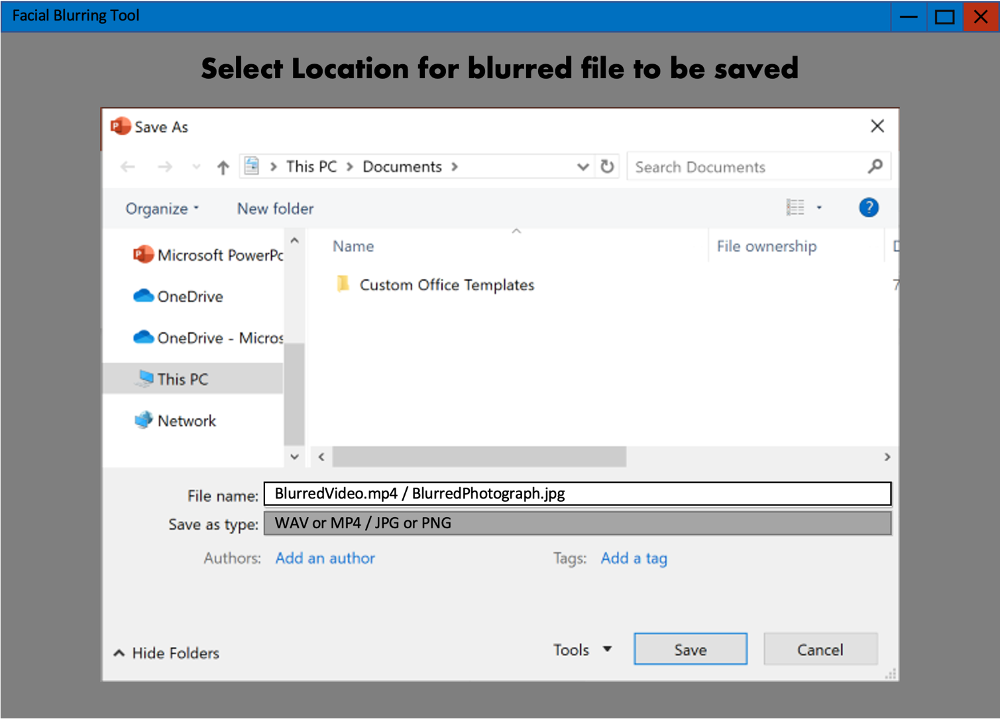 Facial Blurring Tool
Select Location for blurred file to be saved
Save As
This PC > Documents >
Search Documents
Organize
New folder
Name
File ownership
Microsoft PowerPo
Custom Office Templates
7
OneDrive
OneDrive - Micros
This PC
Network
File name: BlurredVideo.mp4 / BlurredPhotograph.jpg
Save as type: WAV or MP4 / JPG or PNG
Authors: Add an author
Tags: Add a tag
Hide Folders
Tools
Save
Cancel